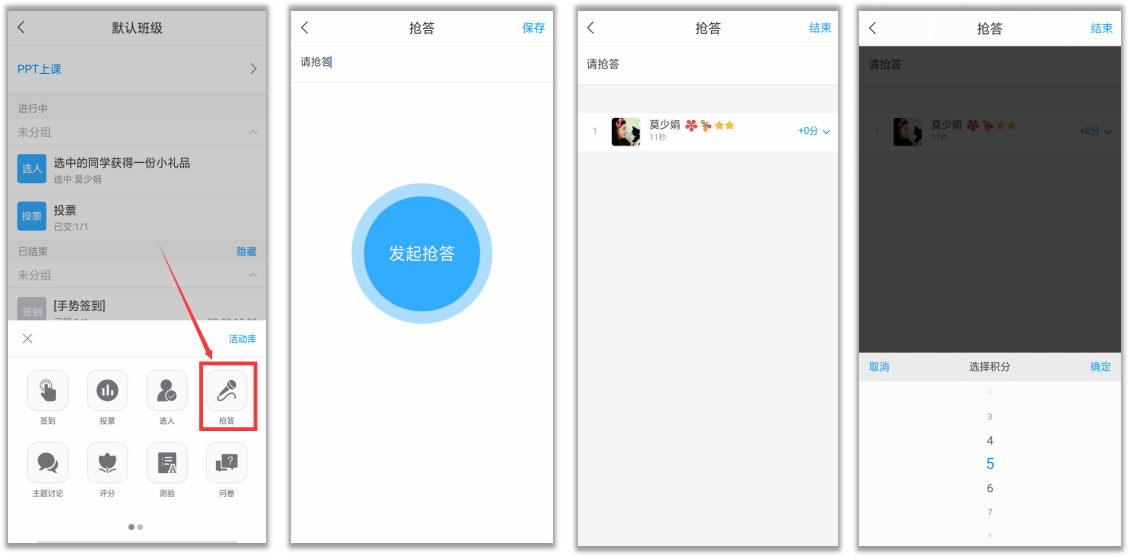 默认班级
PPT上课
进行中
未分组
选人
选中的同学获得一份小礼品
选中:莫少娟
投票
投票
已交:1/1
已结束
隐藏
未分组
签到
[手势签到]
活动库
签到
投票
选人
抢答
主题讨论
评分
测验
问卷
抢答
保存
请抢答
发起抢答
抢答
结束
请抢答
1
莫少娟
11秒
+0分
抢答
结束
请抢答
1
莫少娟
11秒
+0分
取消
选择积分
确定
3
4
5
6
7